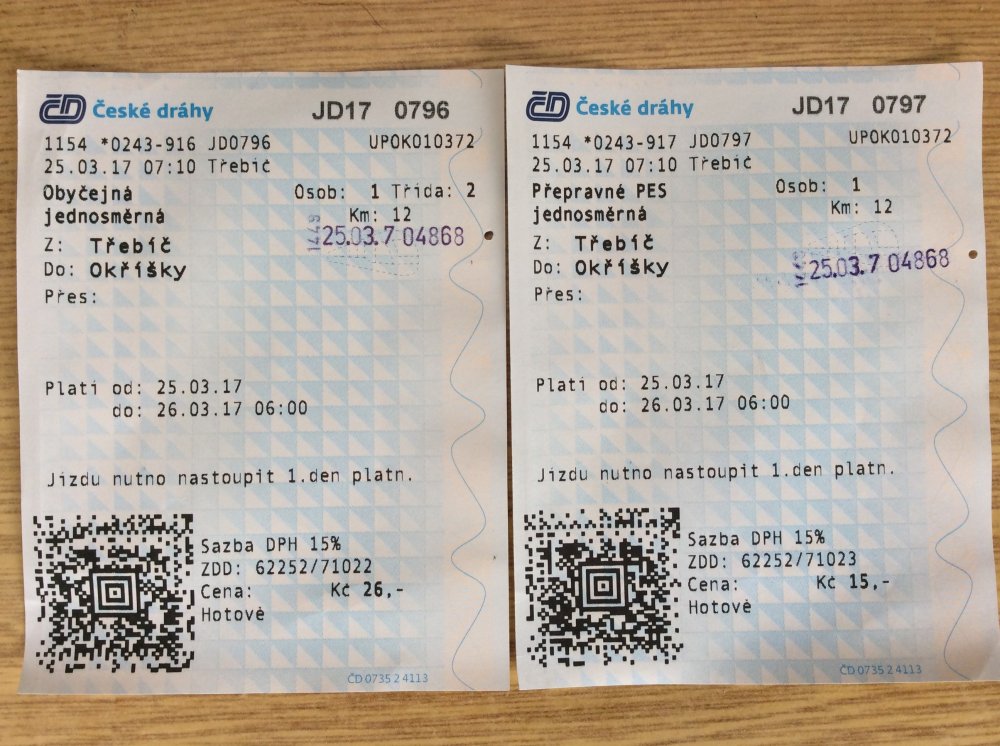 ČD České dráhy JD17 0796
1154 *0243-916 JD0796 UPOK010372
25.03.17 07:10 Třebíč
Obyčejná Osob: 1 Třída: 2
jednosměrná Km: 12
25.03.7 04868
Z: Třebíč
Do: Okříšky
Přes:
Platí od: 25.03.17
do: 26.03.17 06:00
Jízdu nutno nastoupit 1.den platn.
Sazba DPH 15%
ZDD: 62252/71022
Cena: Kč 26,-
Hotově
ČD 0735 2 4113
ČD České dráhy JD17 0797
1154 *0243-917 JD0797 UPOK010372
25.03.17 07:10 Třebíč
Přepravné PES Osob: 1
jednosměrná Km: 12
Z: Třebíč
Do: Okříšky
25.03.7 04868
Přes:
Platí od: 25.03.17
do: 26.03.17 06:00
Jízdu nutno nastoupit 1.den platn.
Sazba DPH 15%
ZDD: 62252/71023
Cena: Kč 15,-
Hotově
ČD 0735 2 4113